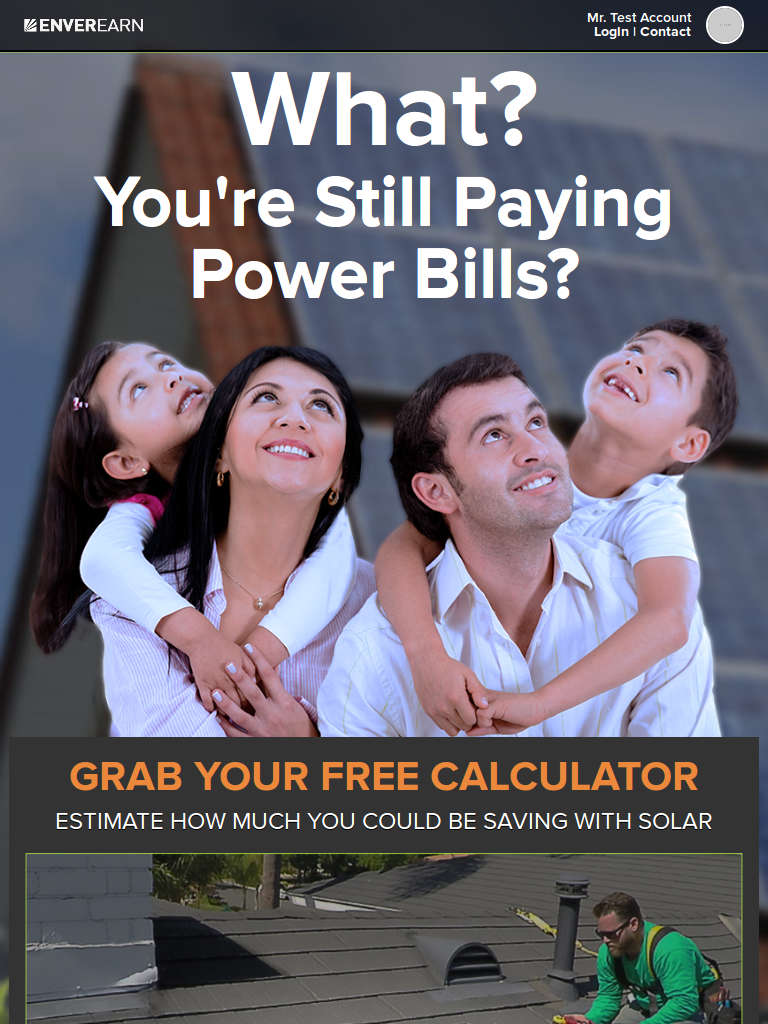 ENVEREARN
Mr. Test Account
LogIn | Contact
What?
You're Still Paying
Power Bills?
GRAB YOUR FREE CALCULATOR
ESTIMATE HOW MUCH YOU COULD BE SAVING WITH SOLAR